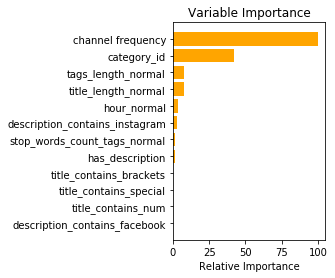 Variable Importance
channel frequency
category_id
tags_length_normal
title_length_normal
hour_normal
description_contains_instagram
stop_words_count_tags_normal
has_description
title_contains_brackets
title_contains_special
title_contains_num
description_contains_facebook
0 25 50 75 100
Relative Importance